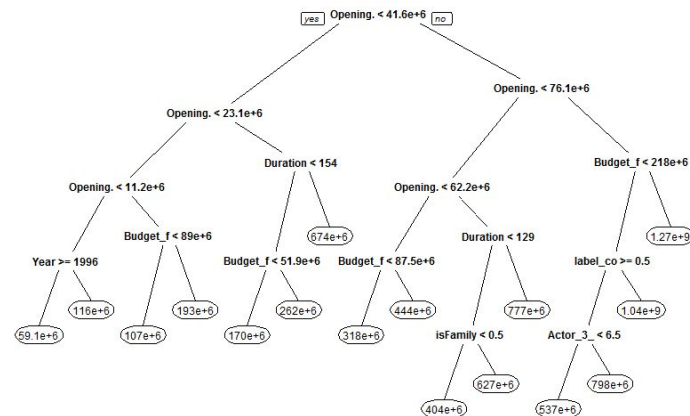 yes Opening. < 41.6e+6 no
Opening. < 76.1e+6
Opening. < 23.1e+6
Duration < 154 Budget_f < 218e+6
Opening. < 11.2e+6 Opening. < 62.2e+6
674e+6 1.27e+9
Budget_f < 89e+6 Duration < 129
Year >= 1996 Budget_f < 51.9e+6 Budget_f < 87.5e+6 label_co >= 0.5
116e+6 193e+6 262e+6 444e+6 777e+6 1.04e+9
59.1e+6 107e+6 170e+6 318e+6 isFamily < 0.5 Actor_3_ < 6.5
627e+6 798e+6
404e+6 537e+6